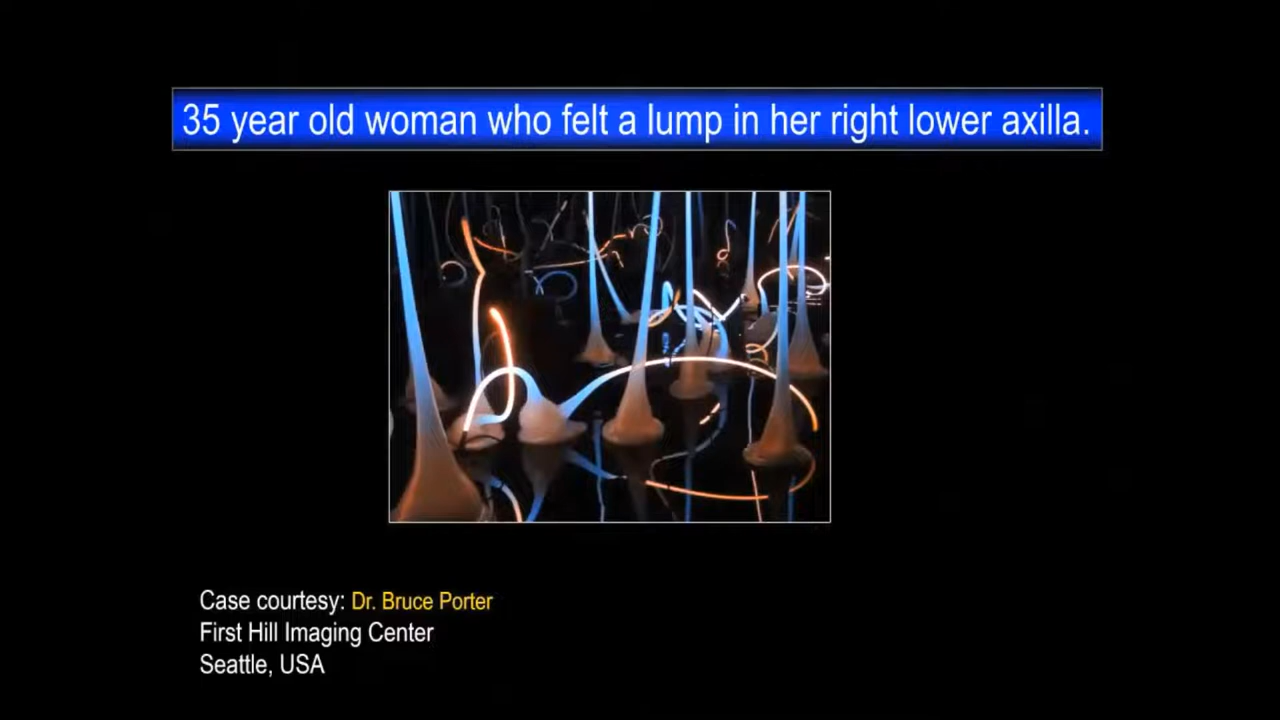 35 year old woman who felt a lump in her right lower axilla.
Case courtesy: Dr. Bruce Porter
First Hill Imaging Center
Seattle, USA